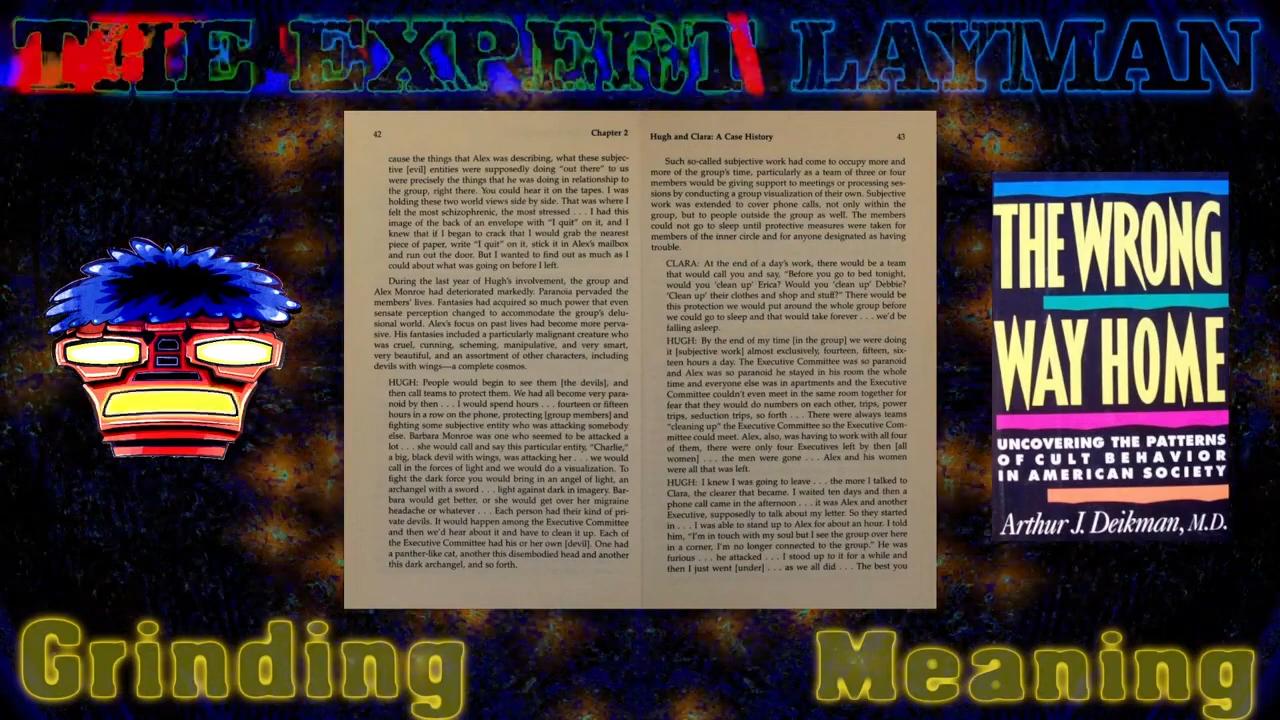 THE EXPERT LAYMAN
42 Chapter 2
cause the things that Alex was describing, what these subjec-
tive [evil] entities were supposedly doing “out there” to us
were precisely the things that he was doing in relationship to
the group, right there. You could hear it on the tapes. I was
holding these two world views side by side. That was where I
felt the most schizophrenic, the most stressed . . . I had this
image of the back of an envelope with “I quit” on it, and I
knew that if I began to crack that I would grab the nearest
piece of paper, write “I quit” on it, stick it in Alex's mailbox
and run out the door. But I wanted to find out as much as I
could about what was going on before I left.
During the last year of Hugh's involvement, the group and
Alex Monroe had deteriorated markedly. Paranoia pervaded the
members' lives. Fantasies had acquired so much power that even
sensate perception changed to accommodate the group's delu-
sional world. Alex's focus on past lives had become more perva-
sive. His fantasies included a particularly malignant creature who
was cruel, cunning, scheming, manipulative, and very smart,
very beautiful, and an assortment of other characters, including
devils with wings—a complete cosmos.
HUGH: People would begin to see them [the devils], and
then call teams to protect them. We had all become very para-
noid by then . . . I would spend hours . . . fourteen or fifteen
hours in a row on the phone, protecting [group members] and
fighting some subjective entity who was attacking somebody
else. Barbara Monroe was one who seemed to be attacked a
lot . . . she would call and say this particular entity, “Charlie,”
a big, black devil with wings, was attacking her . . . we would
call in the forces of light and we would do a visualization. To
fight the dark force you would bring in an angel of light, an
archangel with a sword . . . light against dark in imagery. Bar-
bara would get better, or she would get over her migraine
headache or whatever . . . Each person had their kind of pri-
vate devils. It would happen among the Executive Committee
and then we'd hear about it and have to clean it up. Each of
the Executive Committee had his or her own [devil]. One had
a panther-like cat, another this disembodied head and another
this dark archangel, and so forth.
Hugh and Clara: A Case History 43
Such so-called subjective work had come to occupy more and
more of the group's time, particularly as a team of three or four
members would be giving support to meetings or processing ses-
sions by conducting a group visualization of their own. Subjective
work was extended to cover phone calls, not only within the
group, but to people outside the group as well. The members
could not go to sleep until protective measures were taken for
members of the inner circle and for anyone designated as having
trouble.
CLARA: At the end of a day's work, there would be a team
that would call you and say, “Before you go to bed tonight,
would you 'clean up' Erica? Would you 'clean up' Debbie?
'Clean up' their clothes and shop and stuff?” There would be
this protection we would put around the whole group before
we could go to sleep and that would take forever . . . we'd be
falling asleep.
HUGH: By the end of my time [in the group] we were doing
it [subjective work] almost exclusively, fourteen, fifteen, six-
teen hours a day. The Executive Committee was so paranoid
and Alex was so paranoid he stayed in his room the whole
time and everyone else was in apartments and the Executive
Committee couldn't even meet in the same room together for
fear that they would do numbers on each other, trips, power
trips, seduction trips, so forth . . . There were always teams
“cleaning up” the Executive Committee so the Executive Com-
mittee could meet. Alex, also, was having to work with all four
of them, there were only four Executives left by then [all
women] . . . the men were gone . . . Alex and his women
were all that was left.
HUGH: I knew I was going to leave . . . the more I talked to
Clara, the clearer that became. I waited ten days and then a
phone call came in the afternoon . . . it was Alex and another
Executive, supposedly to talk about my letter. So they started
in . . . I was able to stand up to Alex for about an hour. I told
him, “I'm in touch with my soul but I see the group over here
in a corner, I'm no longer connected to the group.” He was
furious . . . he attacked . . . I stood up to it for a while and
then I just went [under] . . . as we all did . . . The best you
THE WRONG
WAY HOME
UNCOVERING THE PATTERNS
OF CULT BEHAVIOR
IN AMERICAN SOCIETY
Arthur J. Deikman, M.D.
Grinding Meaning